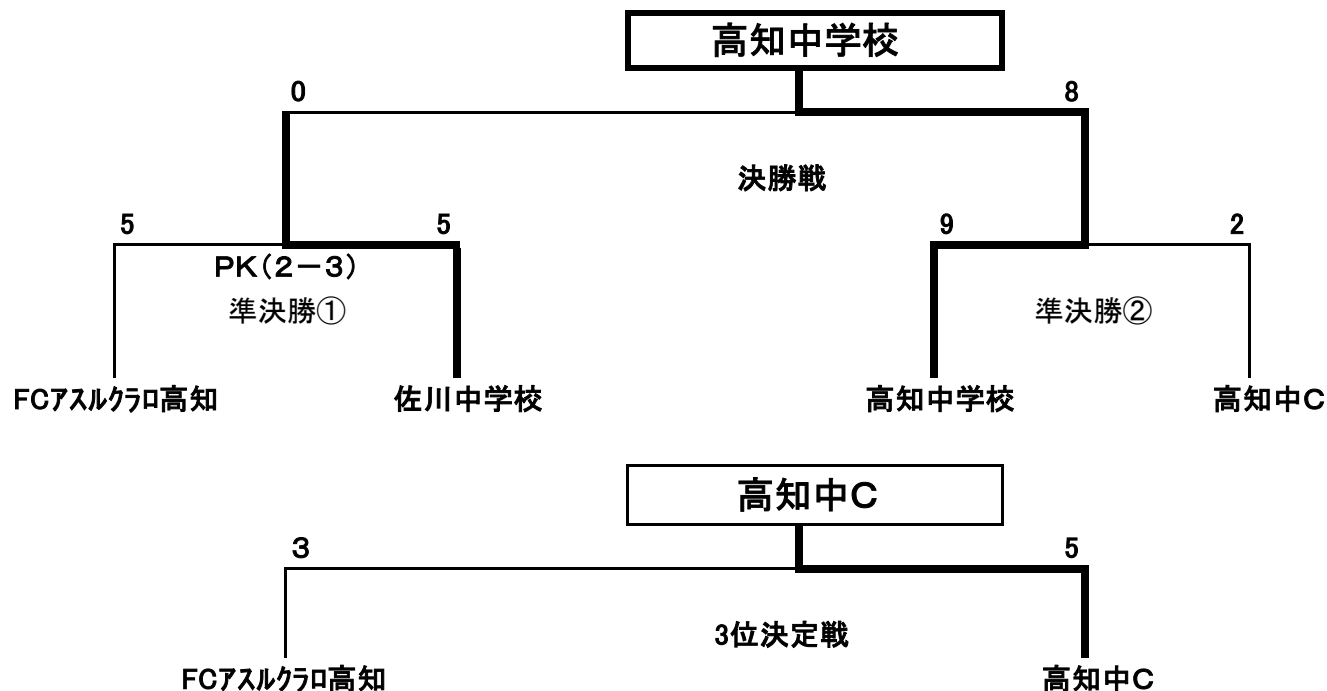 高知中学校
0 8
決勝戦
5 5 9 2
PK(2－3)
準決勝① 準決勝②
FCアスルクラロ高知 佐川中学校 高知中学校 高知中C
高知中C
3 5
3位決定戦
FCアスルクラロ高知 高知中C